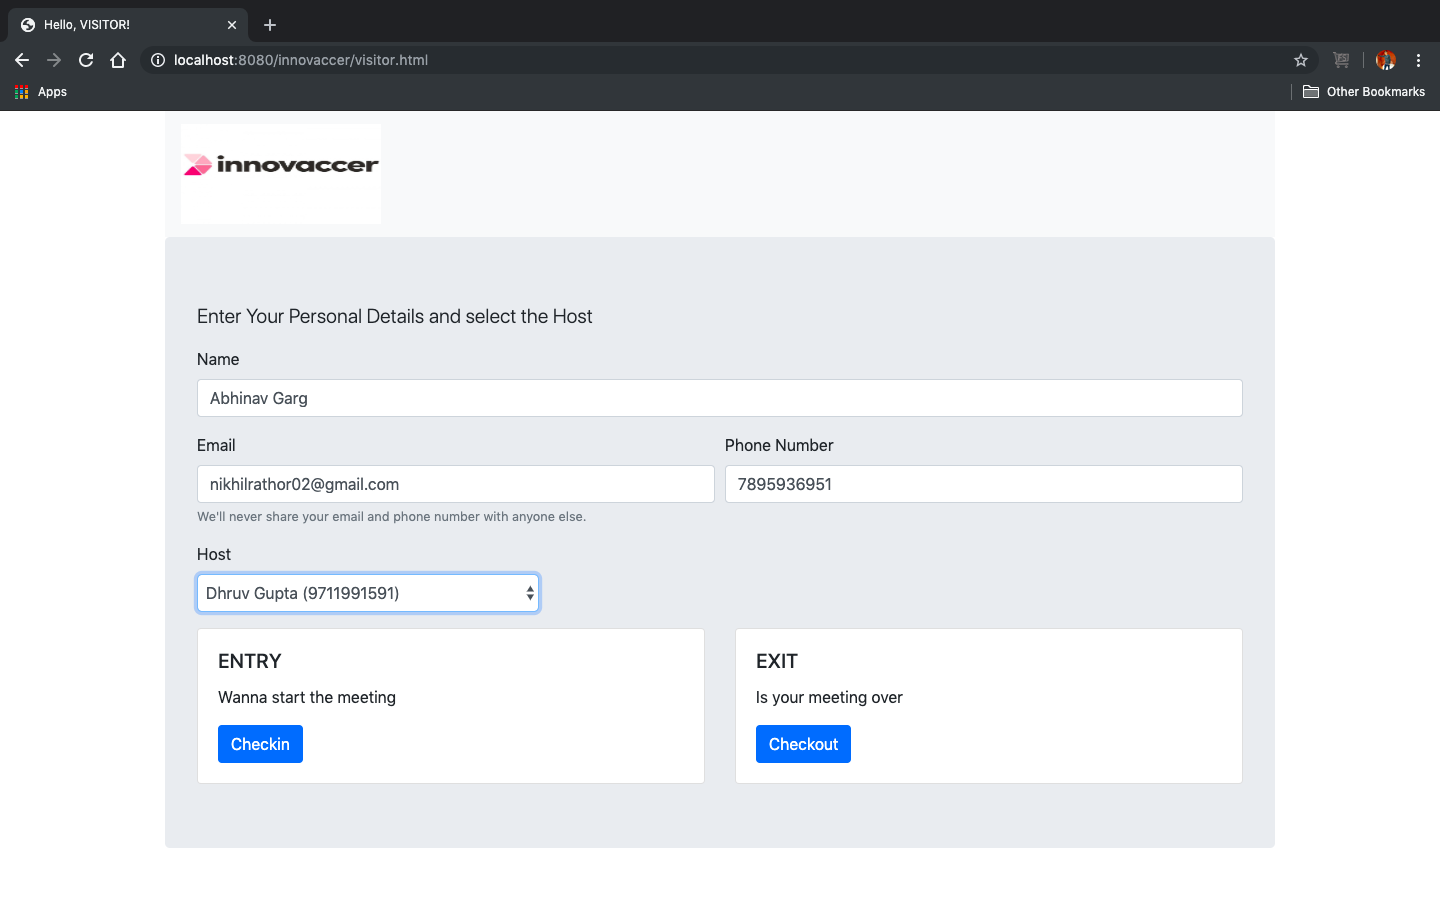 Hello, VISITOR!
localhost:8080/innovaccer/visitor.html
Apps
Other Bookmarks
innovaccer
Enter Your Personal Details and select the Host
Name
Abhinav Garg
Email
Phone Number
nikhilrathor02@gmail.com
7895936951
We'll never share your email and phone number with anyone else.
Host
Dhruv Gupta (9711991591)
ENTRY
Wanna start the meeting
Checkin
EXIT
Is your meeting over
Checkout